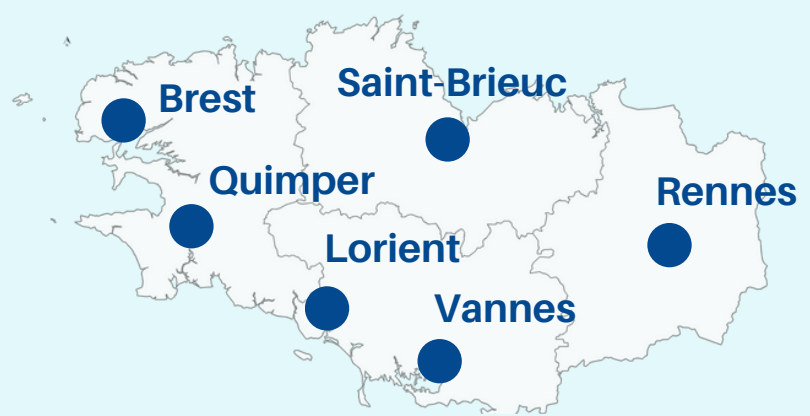 Saint-Brieuc
Brest
Quimper
Rennes
Lorient
Vannes